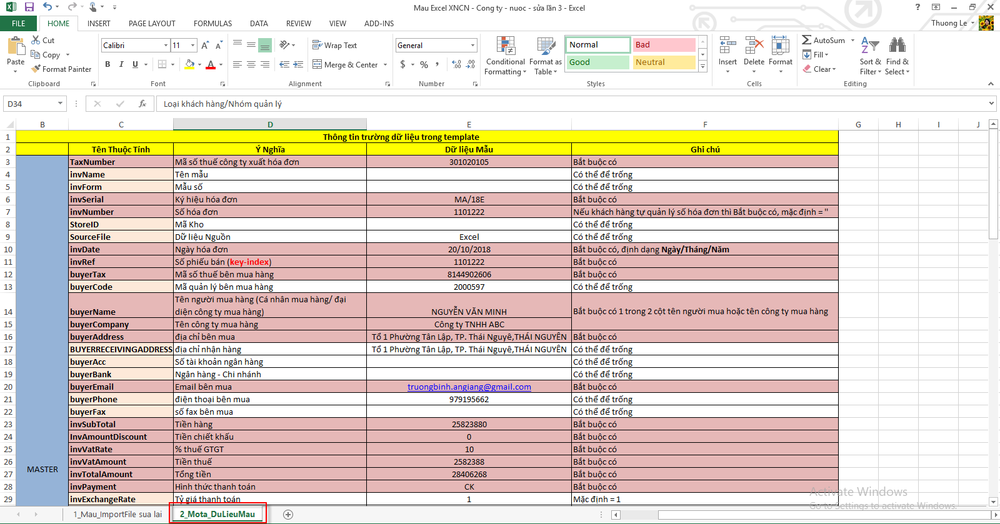 Mau Excel XNCN - Cong ty - nuoc - sửa lần 3 - Excel
FILE HOME INSERT PAGE LAYOUT FORMULAS DATA REVIEW VIEW ADD-INS Thuong Le
Paste Cut Copy Format Painter Clipboard
Calibri 11 B I U A Font
Wrap Text Merge & Center Alignment
General $ % , Number
Conditional Formatting Format as Table Normal Bad Good Neutral Styles
Insert Delete Format Cells
AutoSum Fill Clear Sort & Filter Find & Select Editing
D34 fx Loại khách hàng/Nhóm quản lý
B C D E F G H I J
1 Thông tin trường dữ liệu trong template
2 Tên Thuộc Tính Ý Nghĩa Dữ liệu Mẫu Ghi chú
3 TaxNumber Mã số thuế công ty xuất hóa đơn 301020105 Bắt buộc có
4 invName Tên mẫu Có thể để trống
5 invForm Mẫu số Có thể để trống
6 invSerial Ký hiệu hóa đơn MA/18E Bắt buộc có
7 invNumber Số hóa đơn 1101222 Nếu khách hàng tự quản lý số hóa đơn thì Bắt buộc có, mặc định = "
8 StoreID Mã Kho Có thể để trống
9 SourceFile Dữ liệu Nguồn Excel Có thể để trống
10 invDate Ngày hóa đơn 20/10/2018 Bắt buộc có, định dạng Ngày/Tháng/Năm
11 invRef Số phiếu bán (key-index) 1101222 Bắt buộc có
12 buyerTax Mã số thuế bên mua hàng 8144902606 Bắt buộc có
13 buyerCode Mã quản lý bên mua hàng 2000597 Có thể để trống
14 buyerName Tên người mua hàng (Cá nhân mua hàng/ đại diện công ty mua hàng) NGUYỄN VĂN MINH Bắt buộc có 1 trong 2 cột tên người mua hoặc tên công ty mua hàng
15 buyerCompany Tên công ty mua hàng Công ty TNHH ABC
16 buyerAddress địa chỉ bên mua Tổ 1 Phường Tân Lập, TP. Thái Nguyê,THÁI NGUYÊN Bắt buộc có
17 BUYERRECEIVINGADDRESS địa chỉ nhận hàng Tổ 1 Phường Tân Lập, TP. Thái Nguyê,THÁI NGUYÊN Có thể để trống
18 buyerAcc Số tài khoản ngân hàng Có thể để trống
19 buyerBank Ngân hàng - Chi nhánh Có thể để trống
20 buyerEmail Email bên mua truongbinh.angiang@gmail.com Bắt buộc có
21 buyerPhone điện thoại bên mua 979195662 Có thể để trống
22 buyerFax số fax bên mua Có thể để trống
23 invSubTotal Tiền hàng 25823880 Bắt buộc có
24 InvAmountDiscount Tiền chiết khấu 0 Bắt buộc có
25 invVatRate % thuế GTGT 10 Bắt buộc có
26 MASTER invVatAmount Tiền thuế 2582388 Bắt buộc có
27 invTotalAmount Tổng tiền 28406268 Bắt buộc có
28 invPayment Hình thức thanh toán CK Bắt buộc có
29 invExchangeRate Tỷ giá thanh toán 1 Mặc định = 1
Activate Windows
Go to Settings to activate Windows.
1_Mau_ImportFile sua lai 2_Mota_DuLieuMau